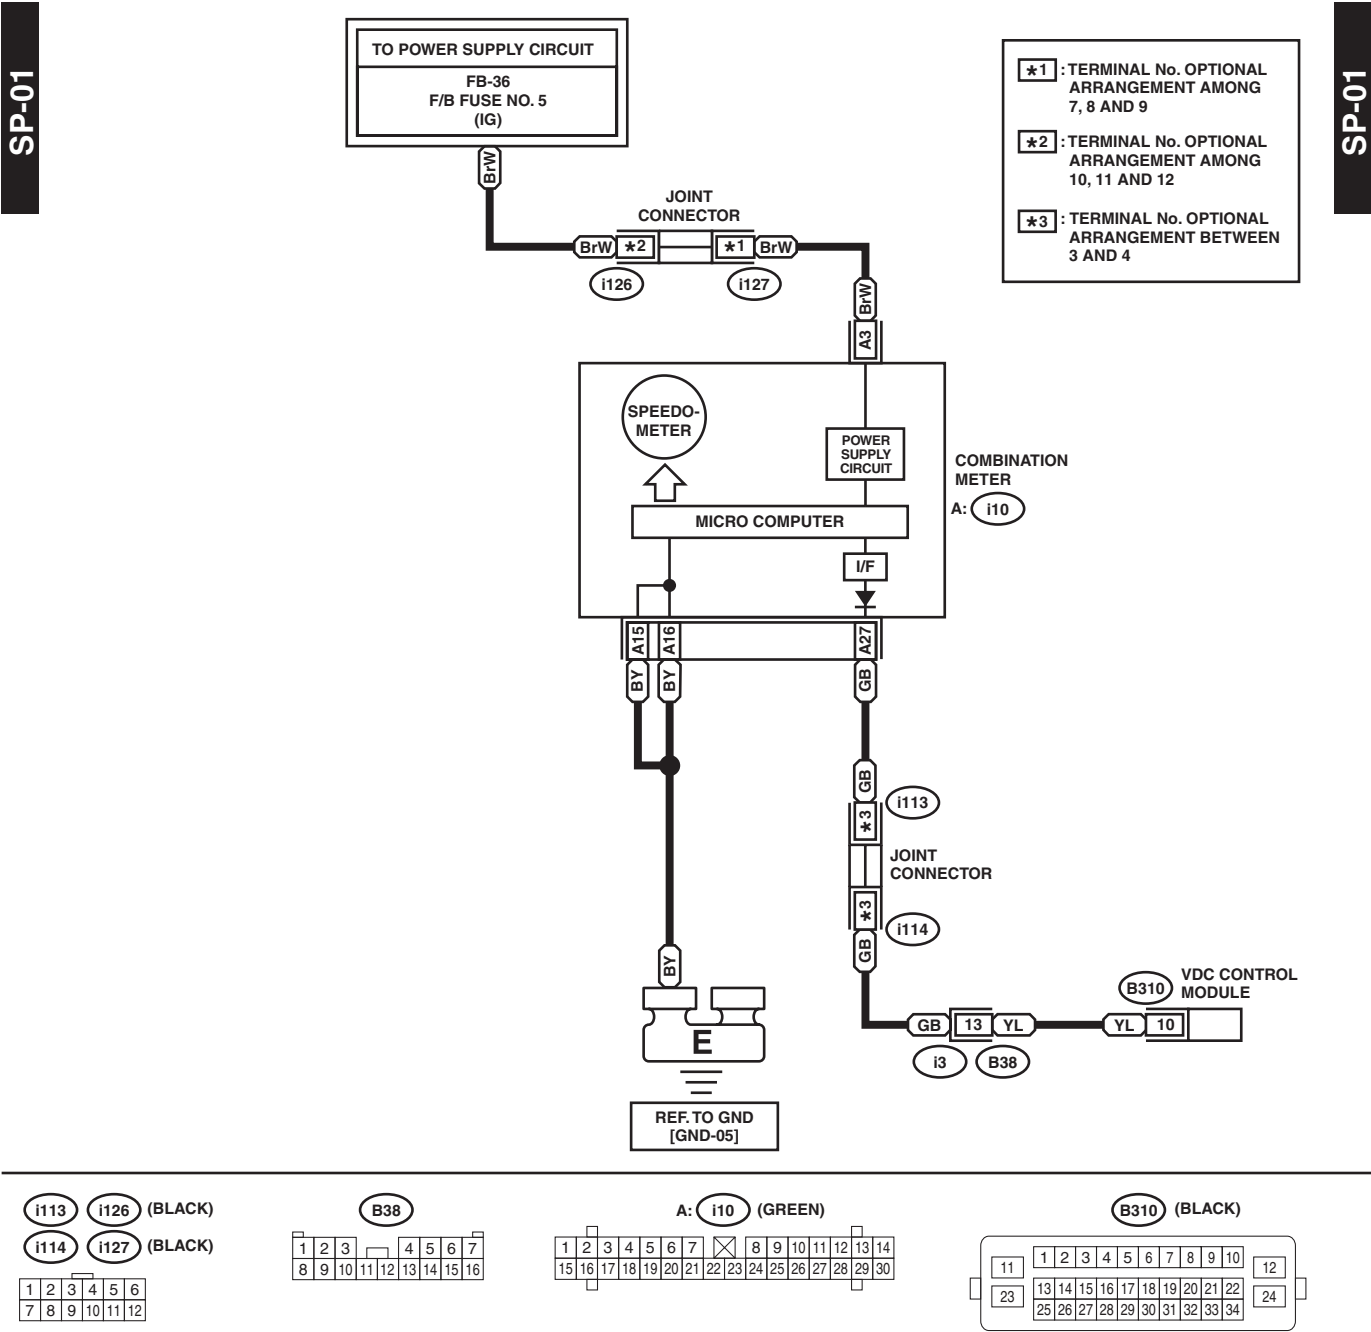 SP-01
SP-01
TO POWER SUPPLY CIRCUIT
FB-36
F/B FUSE NO. 5
(IG)
BrW
JOINT
CONNECTOR
BrW *2 *1 BrW
i126 i127
BrW
A3
*1 : TERMINAL No. OPTIONAL
ARRANGEMENT AMONG
7, 8 AND 9
*2 : TERMINAL No. OPTIONAL
ARRANGEMENT AMONG
10, 11 AND 12
*3 : TERMINAL No. OPTIONAL
ARRANGEMENT BETWEEN
3 AND 4
SPEEDO-
METER
POWER
SUPPLY
CIRCUIT
COMBINATION
METER
A: i10
MICRO COMPUTER
I/F
A15 A16 A27
BY BY GB
GB
i113
*3
JOINT
CONNECTOR
*3
i114
GB
BY
E
REF. TO GND
[GND-05]
VDC CONTROL
MODULE
B310
GB 13 YL YL 10
i3 B38
i113 i126 (BLACK)
i114 i127 (BLACK)
1 2 3 4 5 6
7 8 9 10 11 12
B38
1 2 3 4 5 6 7
8 9 10 11 12 13 14 15 16
A: i10 (GREEN)
1 2 3 4 5 6 7 8 9 10 11 12 13 14
15 16 17 18 19 20 21 22 23 24 25 26 27 28 29 30
B310 (BLACK)
11 1 2 3 4 5 6 7 8 9 10 12
23 13 14 15 16 17 18 19 20 21 22 24
25 26 27 28 29 30 31 32 33 34